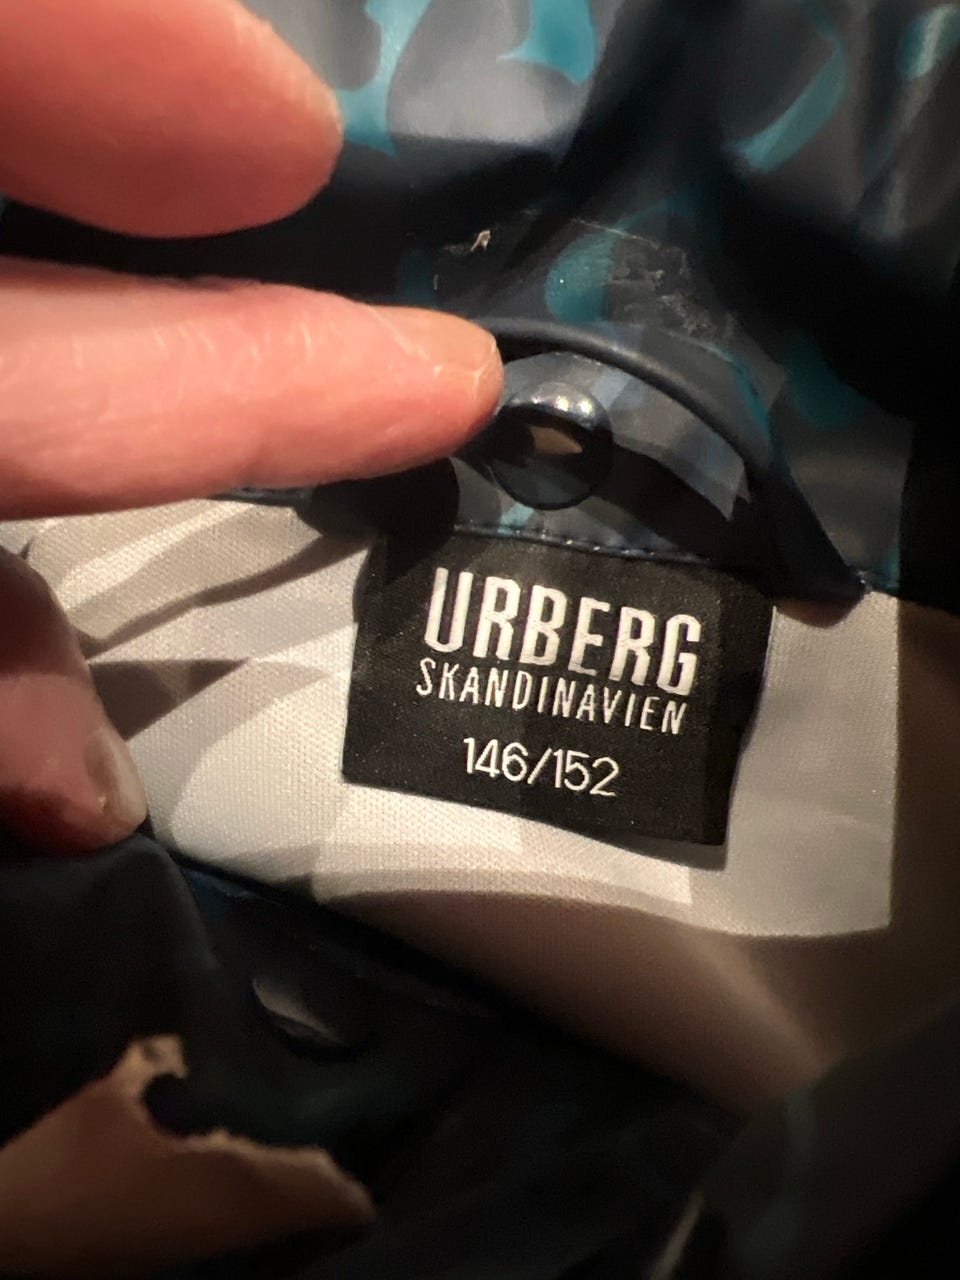 URBERG
SKANDINAVIEN
146/152